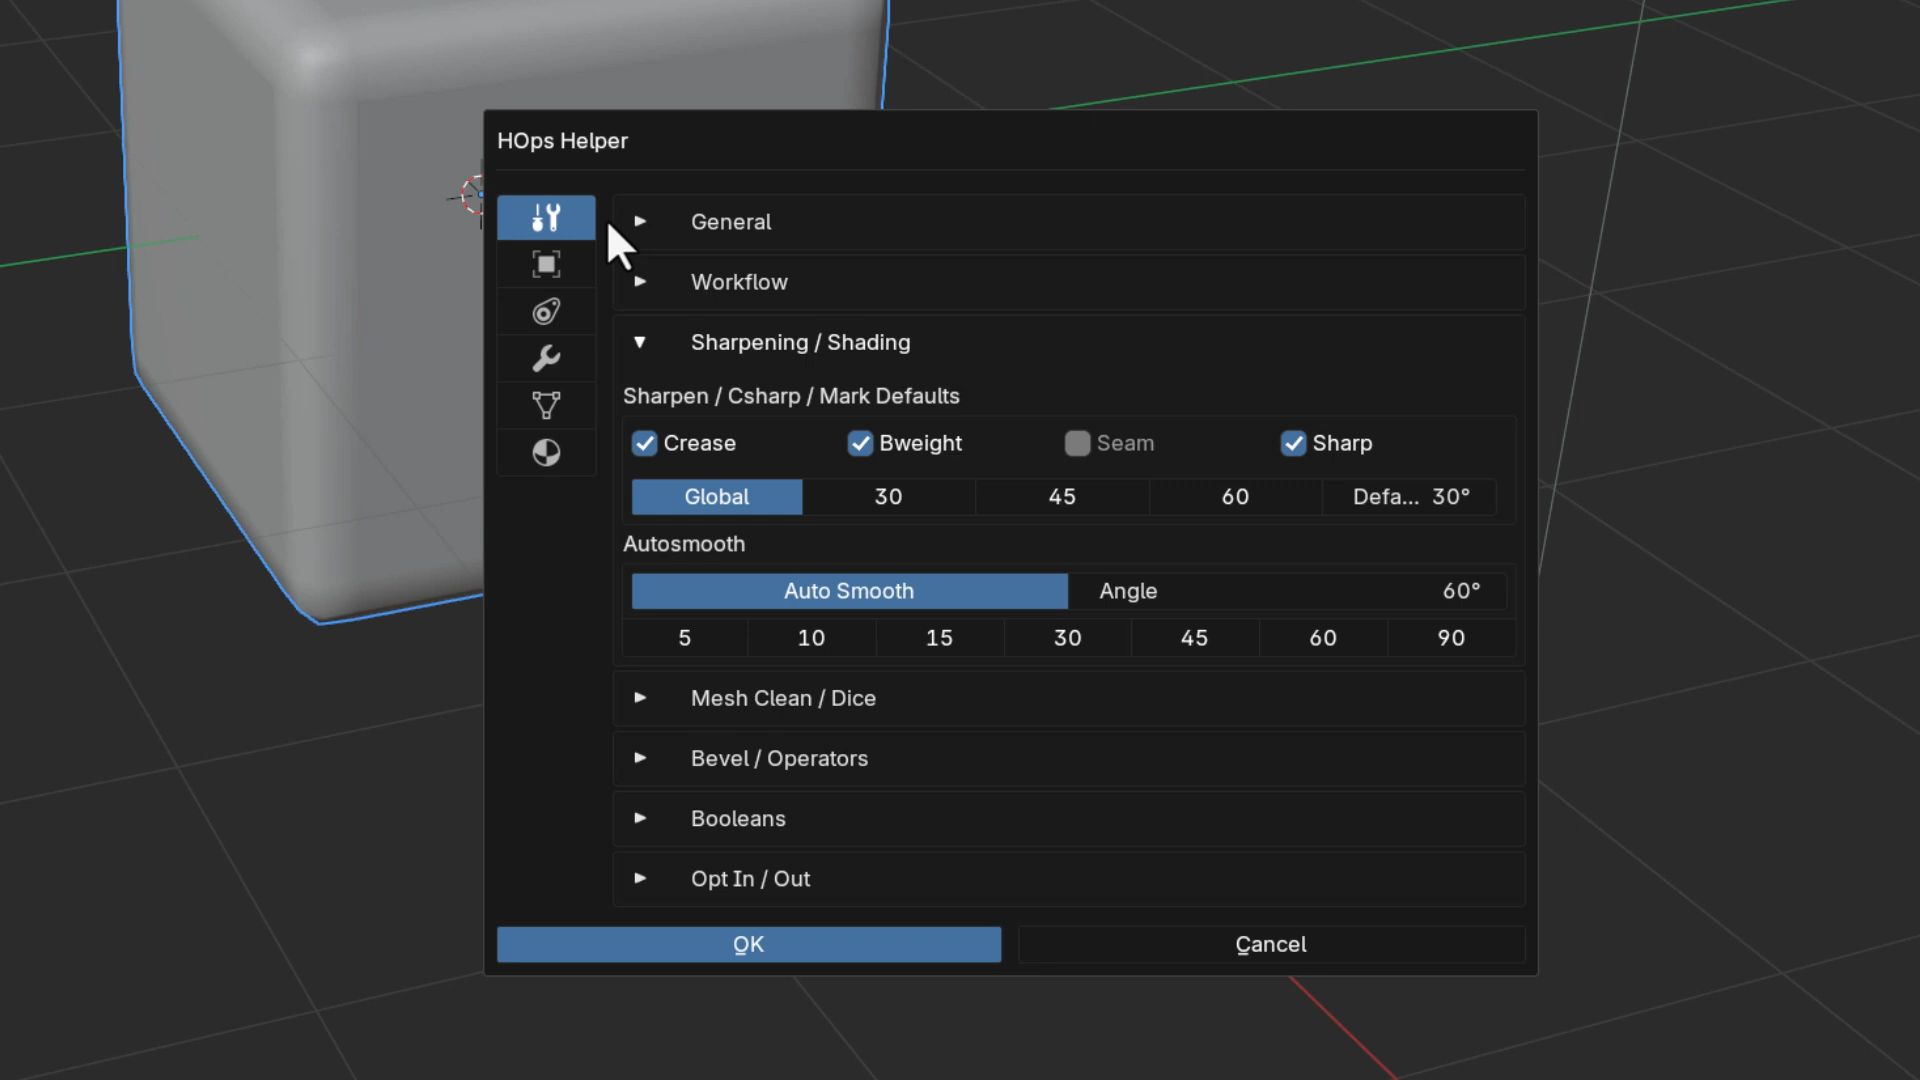 HOps Helper
General
Workflow
Sharpening / Shading
Sharpen / Csharp / Mark Defaults
Crease Bweight Seam Sharp
Global 30 45 60 Defa... 30°
Autosmooth
Auto Smooth Angle 60°
5 10 15 30 45 60 90
Mesh Clean / Dice
Bevel / Operators
Booleans
Opt In / Out
OK Cancel